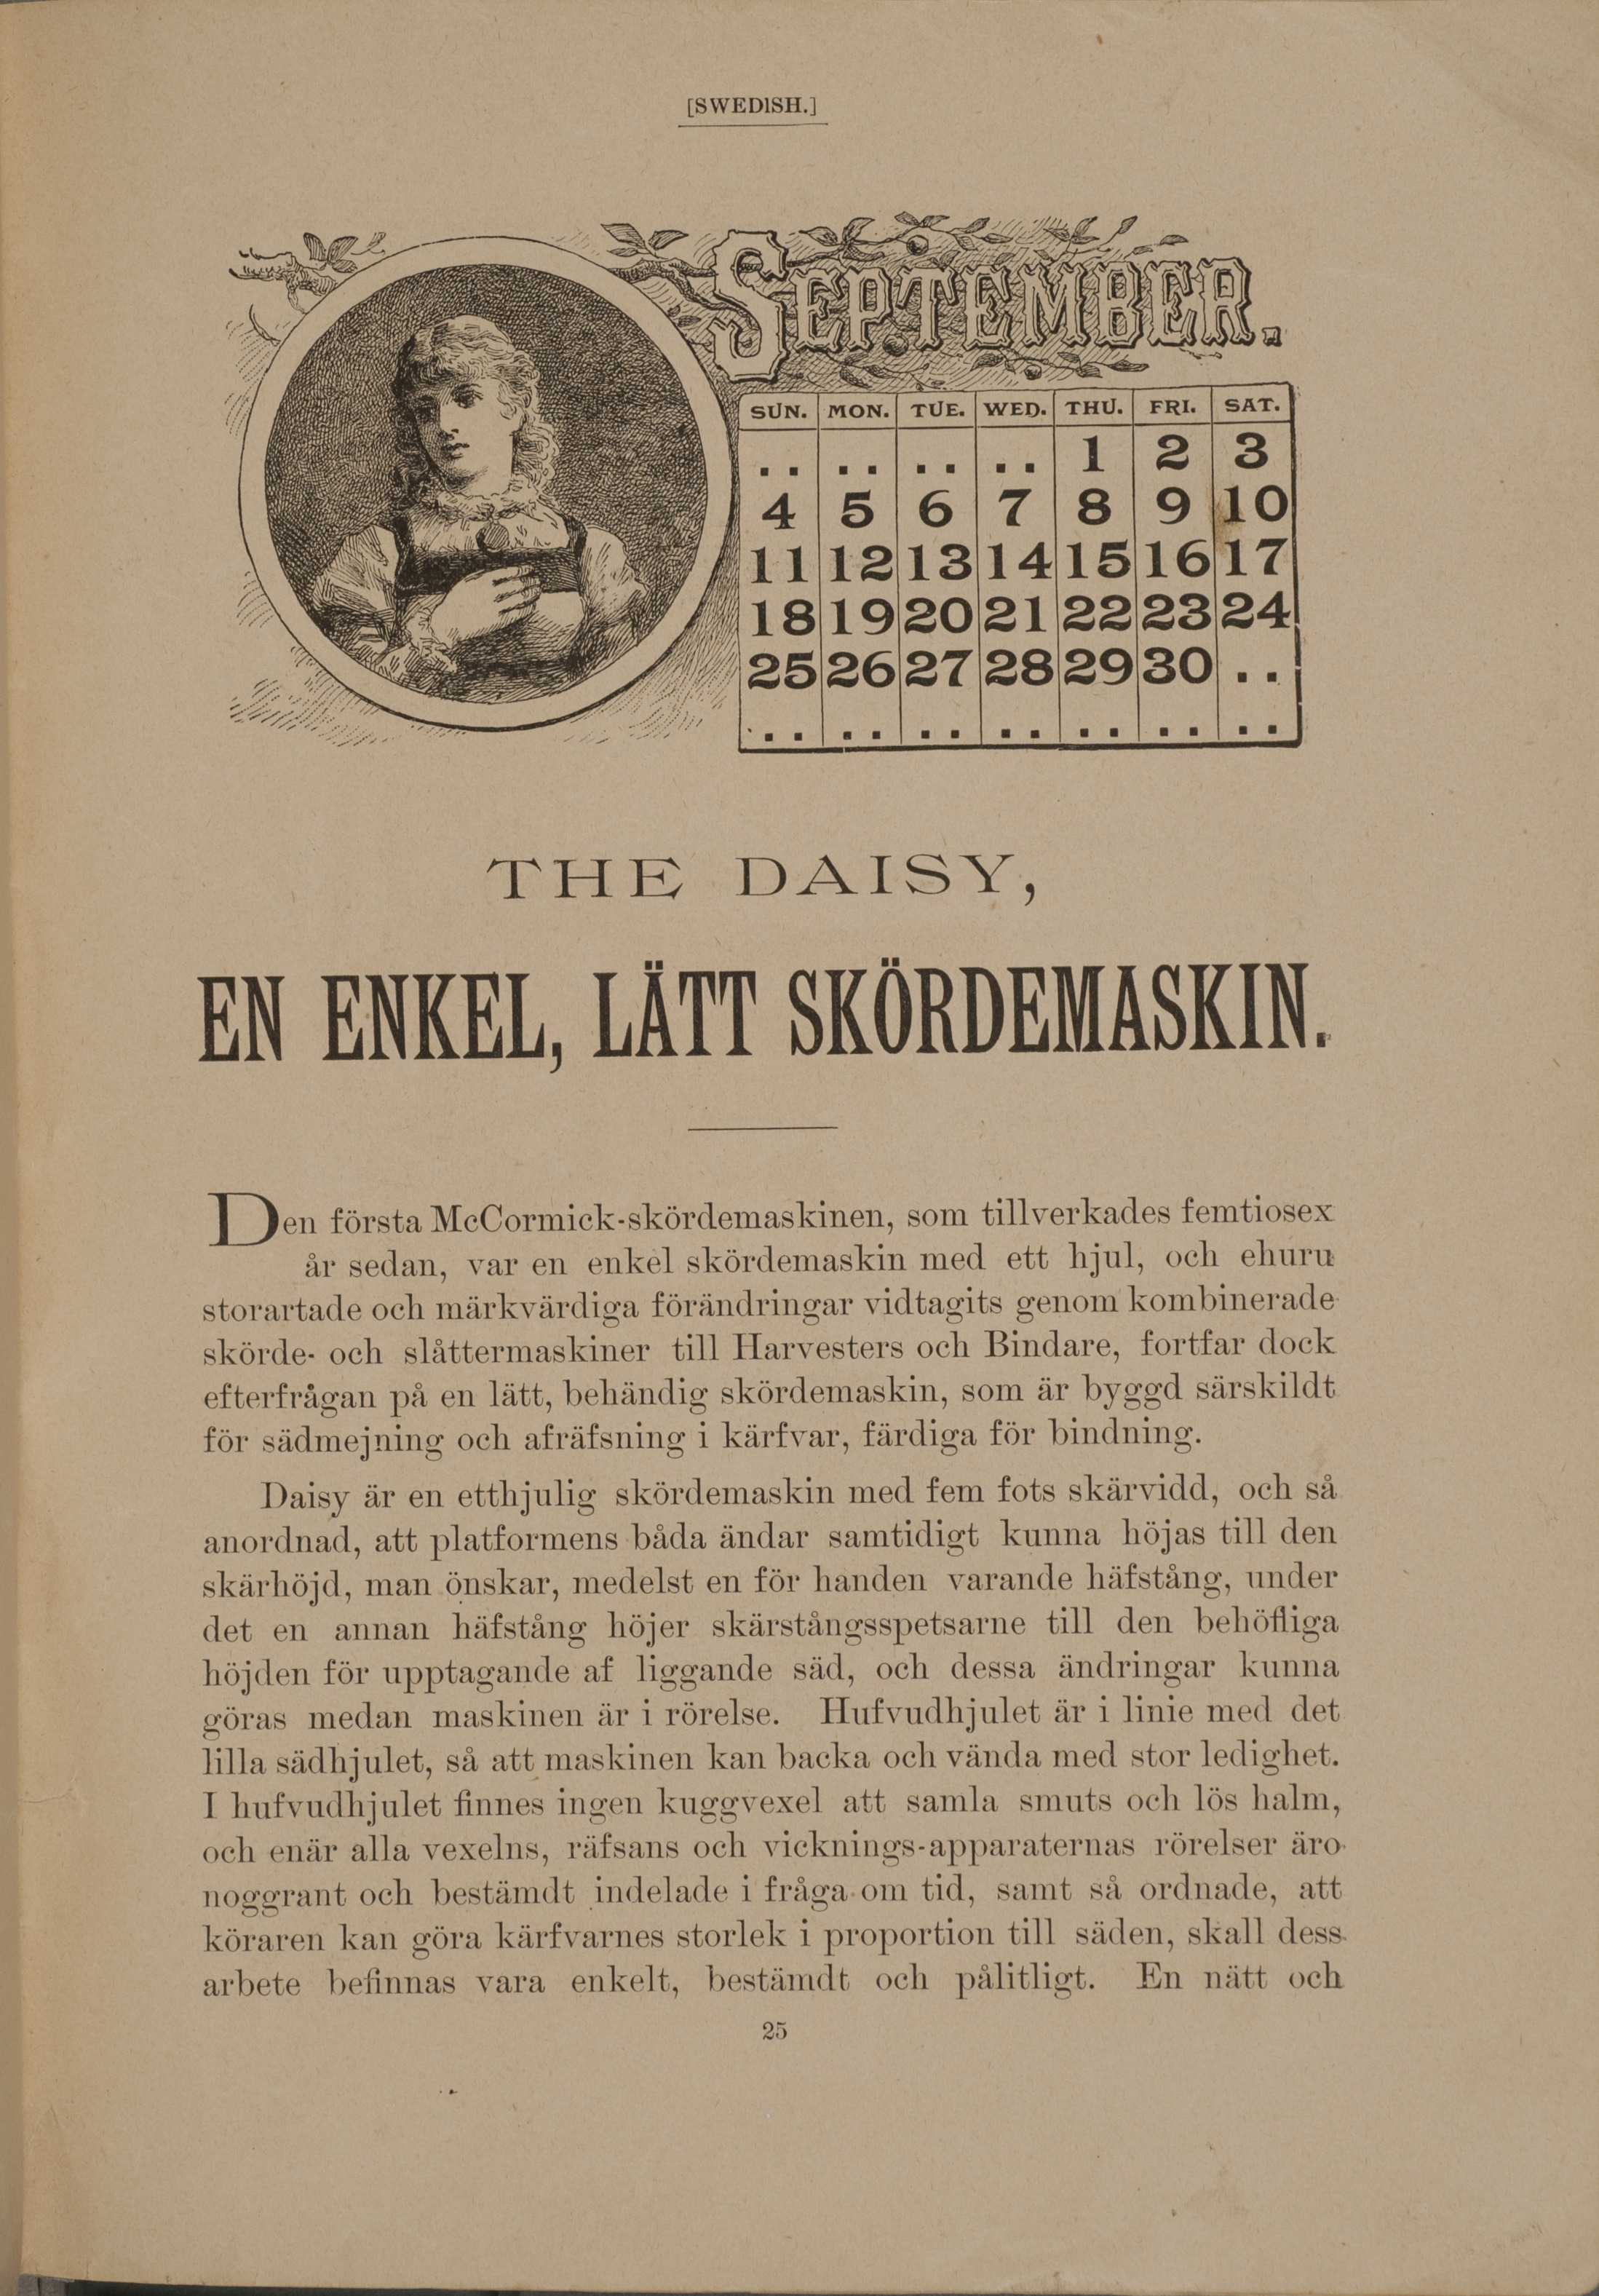 [SWEDISH.]
SEPTEMBER.
SUN. MON. TUE. WED. THU. FRI. SAT.
.. .. .. .. 1 2 3
4 5 6 7 8 9 10
11 12 13 14 15 16 17
18 19 20 21 22 23 24
25 26 27 28 29 30 ..
.. .. .. .. .. .. ..
THE DAISY,
EN ENKEL, LÄTT SKÖRDEMASKIN.
Den första McCormick-skördemaskinen, som tillverkades femtiosex
år sedan, var en enkel skördemaskin med ett hjul, och ehuru
storartade och märkvärdiga förändringar vidtagits genom kombinerade
skörde- och slåttermaskiner till Harvesters och Bindare, fortfar dock
efterfrågan på en lätt, behändig skördemaskin, som är byggd särskildt
för sädmejning och afräfsning i kärfvar, färdiga för bindning.
Daisy är en etthjulig skördemaskin med fem fots skärvidd, och så
anordnad, att platformens båda ändar samtidigt kunna höjas till den
skärhöjd, man önskar, medelst en för handen varande häfstång, under
det en annan häfstång höjer skärstångsspetsarne till den behöfliga
höjden för upptagande af liggande säd, och dessa ändringar kunna
göras medan maskinen är i rörelse. Hufvudhjulet är i linie med det
lilla sädhjulet, så att maskinen kan backa och vända med stor ledighet.
I hufvudhjulet finnes ingen kuggvexel att samla smuts och lös halm,
och enär alla vexelns, räfsans och vicknings-apparaternas rörelser äro
noggrant och bestämdt indelade i fråga om tid, samt så ordnade, att
köraren kan göra kärfvarnes storlek i proportion till säden, skall dess
arbete befinnas vara enkelt, bestämdt och pålitligt. En nätt och
25